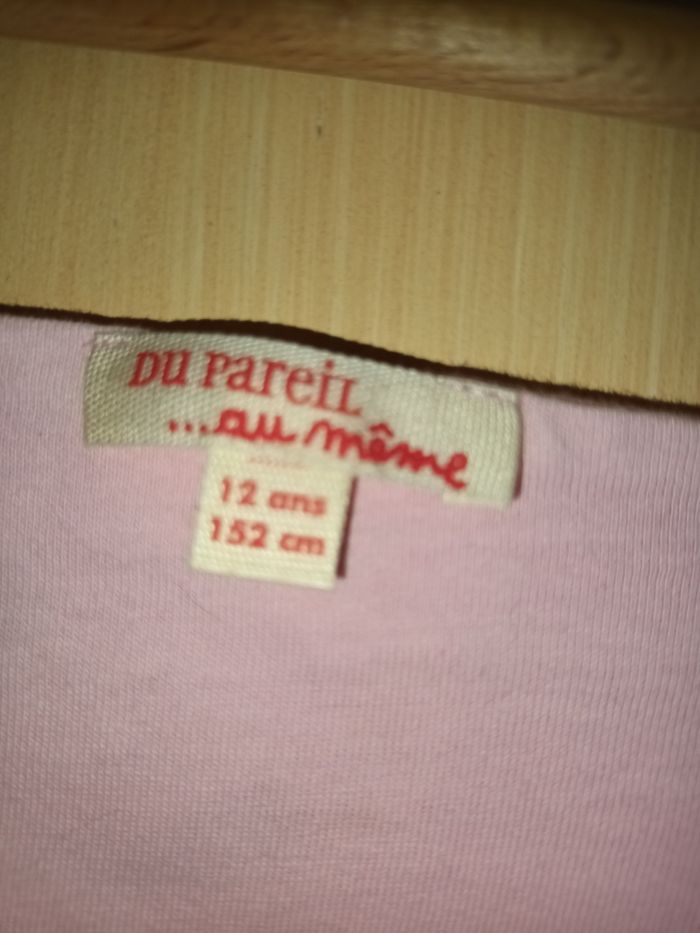 DU PareiL
...au même
12 ans
152 cm